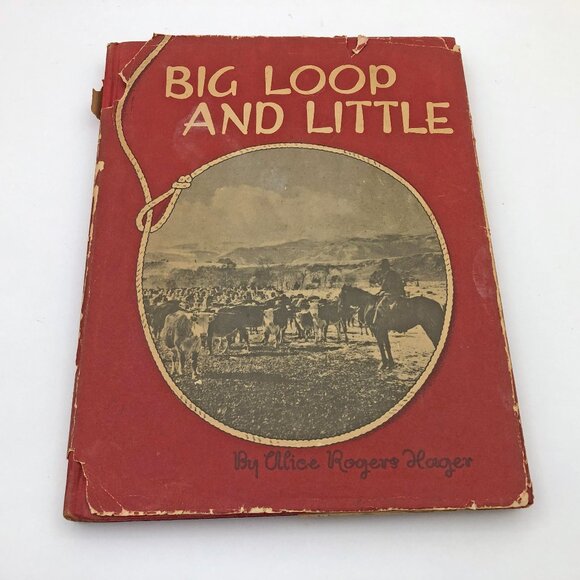 BIG LOOP
AND LITTLE
By Alice Rogers Hager